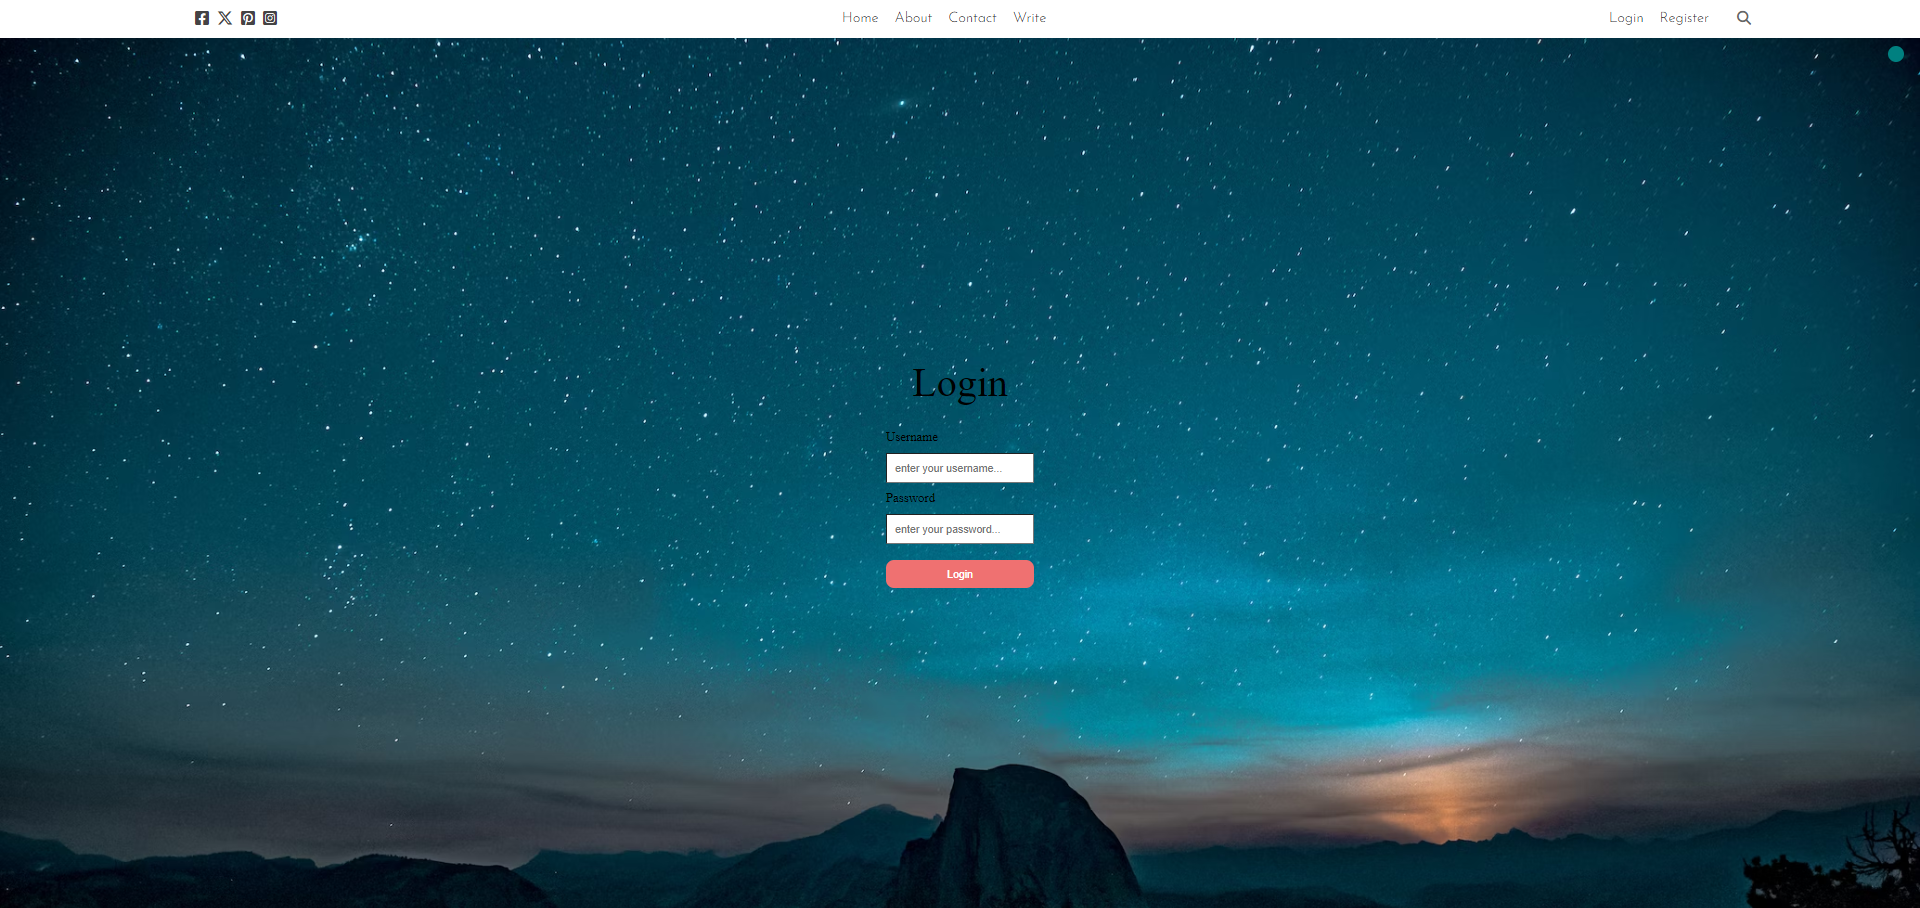 Home About Contact Write
Login Register
Login
Username
enter your username...
Password
enter your password...
Login